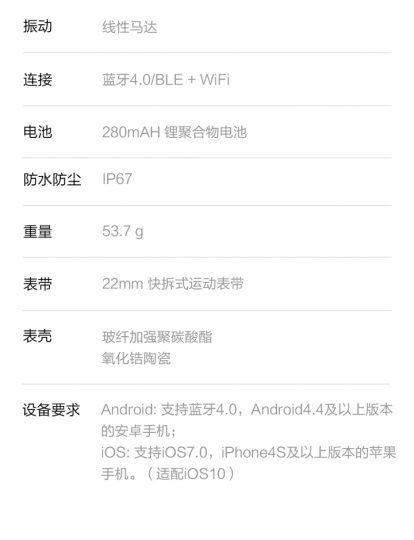 振动 线性马达
连接 蓝牙4.0/BLE + WiFi
电池 280mAH 锂聚合物电池
防水防尘 IP67
重量 53.7 g
表带 22mm 快拆式运动表带
表壳 玻纤加强聚碳酸酯
氧化锆陶瓷
设备要求 Android: 支持蓝牙4.0，Android4.4及以上版本
的安卓手机；
iOS: 支持iOS7.0，iPhone4S及以上版本的苹果
手机。（适配iOS10）